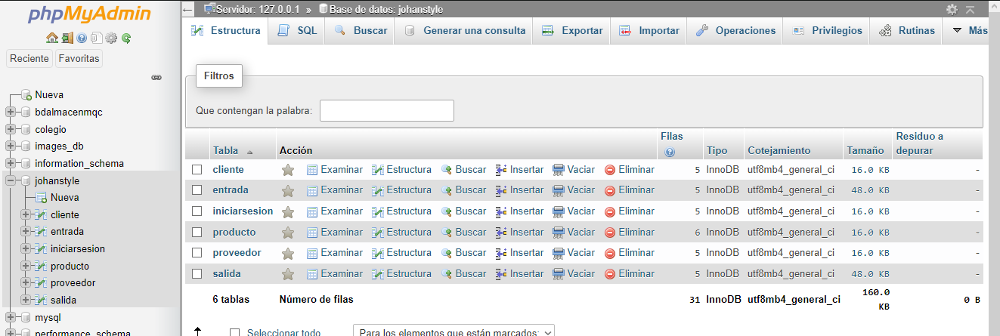 phpMyAdmin
Reciente Favoritas
Nueva
bdalmacenmqc
colegio
images_db
information_schema
johanstyle
Nueva
cliente
entrada
iniciarsesion
producto
proveedor
salida
mysql
performance_schema
Servidor: 127.0.0.1 » Base de datos: johanstyle
Estructura SQL Buscar Generar una consulta Exportar Importar Operaciones Privilegios Rutinas Más
Filtros
Que contengan la palabra:
Tabla Acción Filas Tipo Cotejamiento Tamaño Residuo a depurar
cliente Examinar Estructura Buscar Insertar Vaciar Eliminar 5 InnoDB utf8mb4_general_ci 16.0 KB -
entrada Examinar Estructura Buscar Insertar Vaciar Eliminar 5 InnoDB utf8mb4_general_ci 48.0 KB -
iniciarsesion Examinar Estructura Buscar Insertar Vaciar Eliminar 5 InnoDB utf8mb4_general_ci 16.0 KB -
producto Examinar Estructura Buscar Insertar Vaciar Eliminar 6 InnoDB utf8mb4_general_ci 16.0 KB -
proveedor Examinar Estructura Buscar Insertar Vaciar Eliminar 5 InnoDB utf8mb4_general_ci 16.0 KB -
salida Examinar Estructura Buscar Insertar Vaciar Eliminar 5 InnoDB utf8mb4_general_ci 48.0 KB -
6 tablas Número de filas 31 InnoDB utf8mb4_general_ci 160.0 KB 0 B
Seleccionar todo Para los elementos que están marcados: